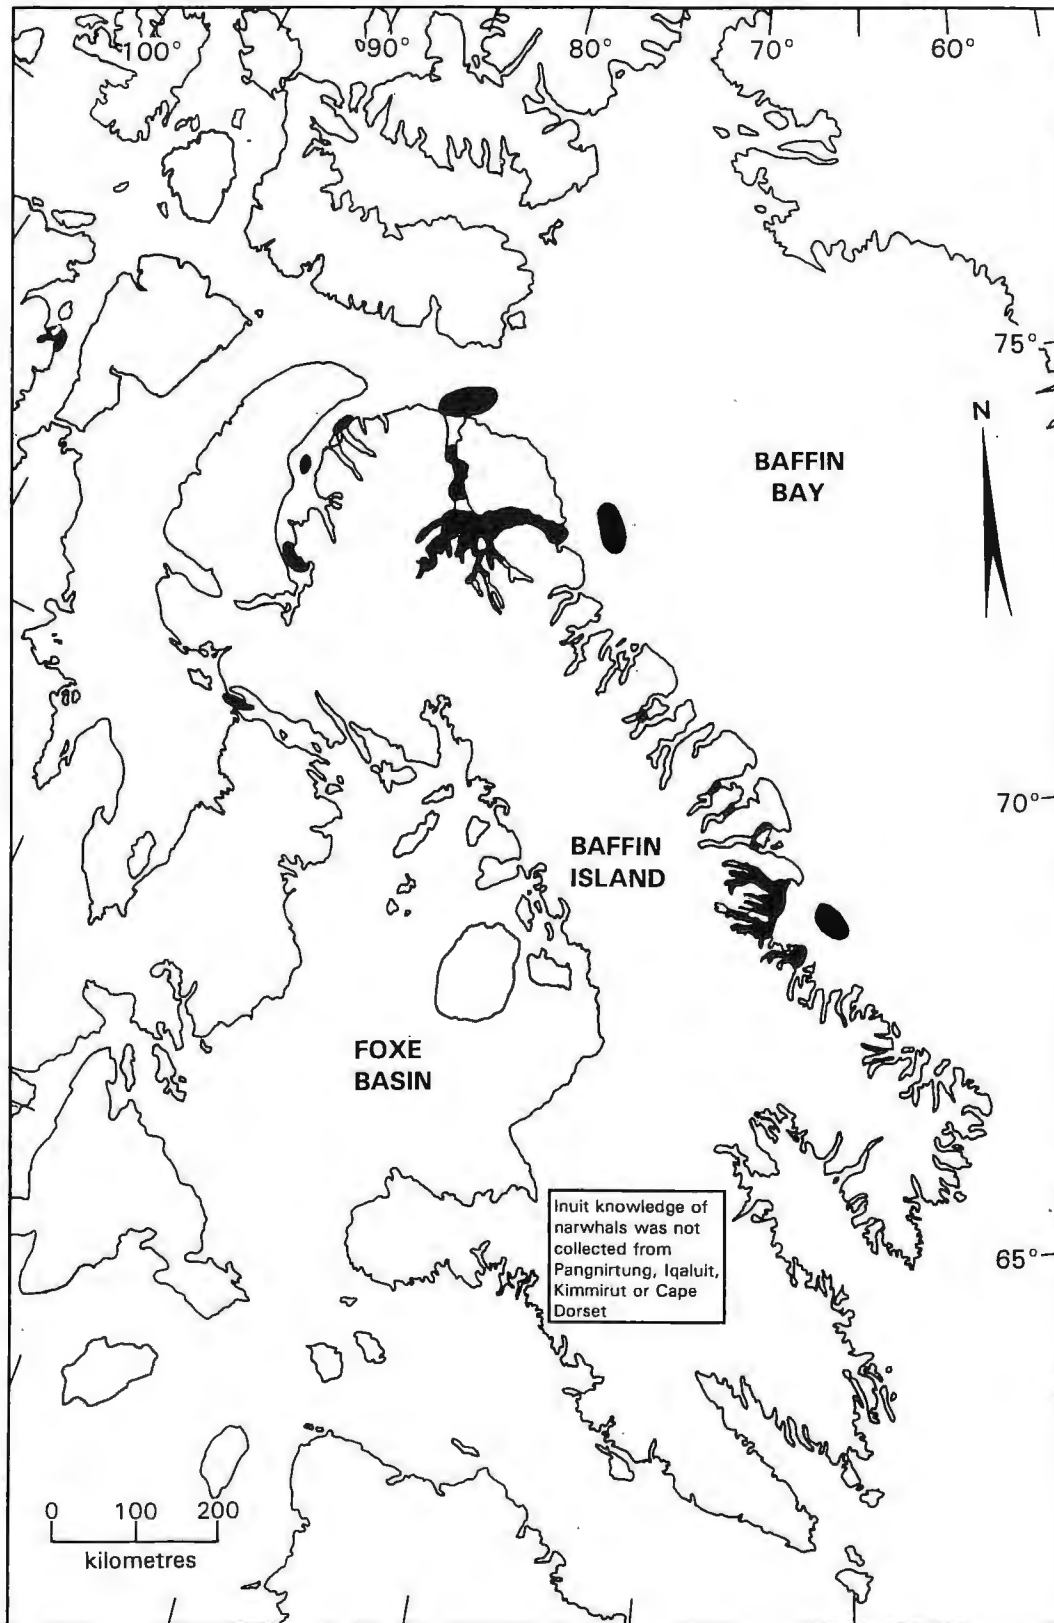 100° 90° 80° 70° 60°
75°
N
BAFFIN
BAY
70°
BAFFIN
ISLAND
FOXE
BASIN
Inuit knowledge of
narwhals was not
collected from
Pangnirtung, Iqaluit,
Kimmirut or Cape
Dorset
65°
0 100 200
kilometres